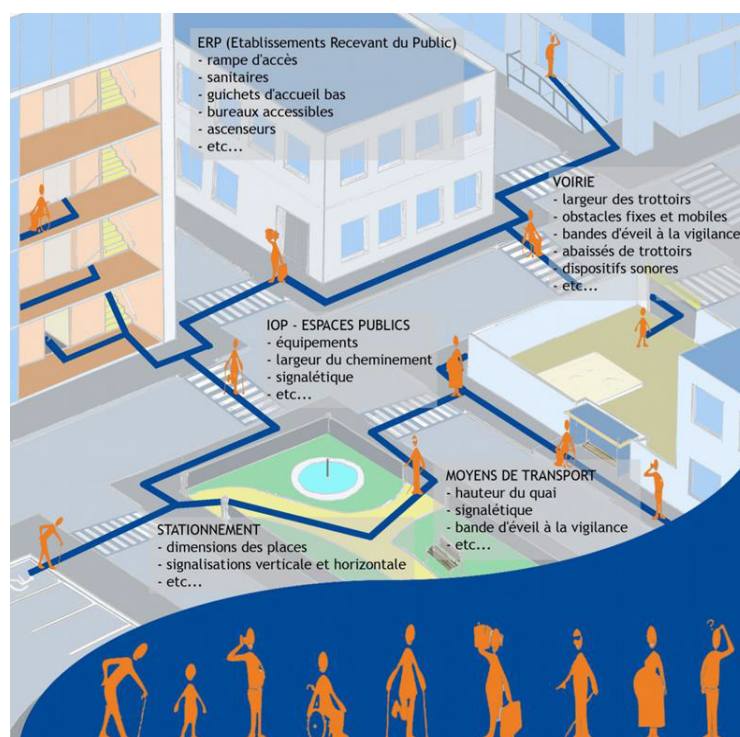 ERP (Etablissements Recevant du Public)
- rampe d'accès
- sanitaires
- guichets d'accueil bas
- bureaux accessibles
- ascenseurs
- etc...
VOIRIE
- largeur des trottoirs
- obstacles fixes et mobiles
- bandes d'éveil à la vigilance
- abaissés de trottoirs
- dispositifs sonores
- etc...
IOP - ESPACES PUBLICS
- équipements
- largeur du cheminement
- signalétique
- etc...
MOYENS DE TRANSPORT
- hauteur du quai
- signalétique
- bande d'éveil à la vigilance
- etc...
STATIONNEMENT
- dimensions des places
- signalisations verticale et horizontale
- etc...
?